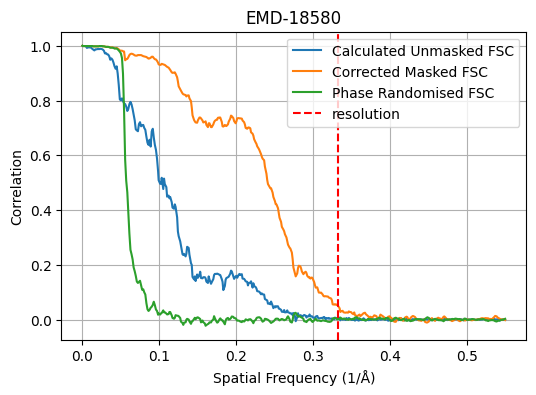 EMD-18580
Calculated Unmasked FSC
Corrected Masked FSC
Phase Randomised FSC
resolution
Correlation
1.0
0.8
0.6
0.4
0.2
0.0
0.0 0.1 0.2 0.3 0.4 0.5
Spatial Frequency (1/Å)